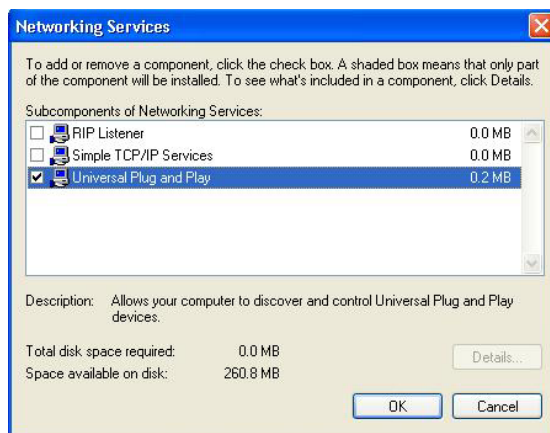 Networking Services
To add or remove a component, click the check box. A shaded box means that only part
of the component will be installed. To see what's included in a component, click Details.
Subcomponents of Networking Services:
RIP Listener 0.0 MB
Simple TCP/IP Services 0.0 MB
Universal Plug and Play 0.2 MB
Description: Allows your computer to discover and control Universal Plug and Play
devices.
Total disk space required: 0.0 MB
Space available on disk: 260.8 MB
Details...
OK Cancel